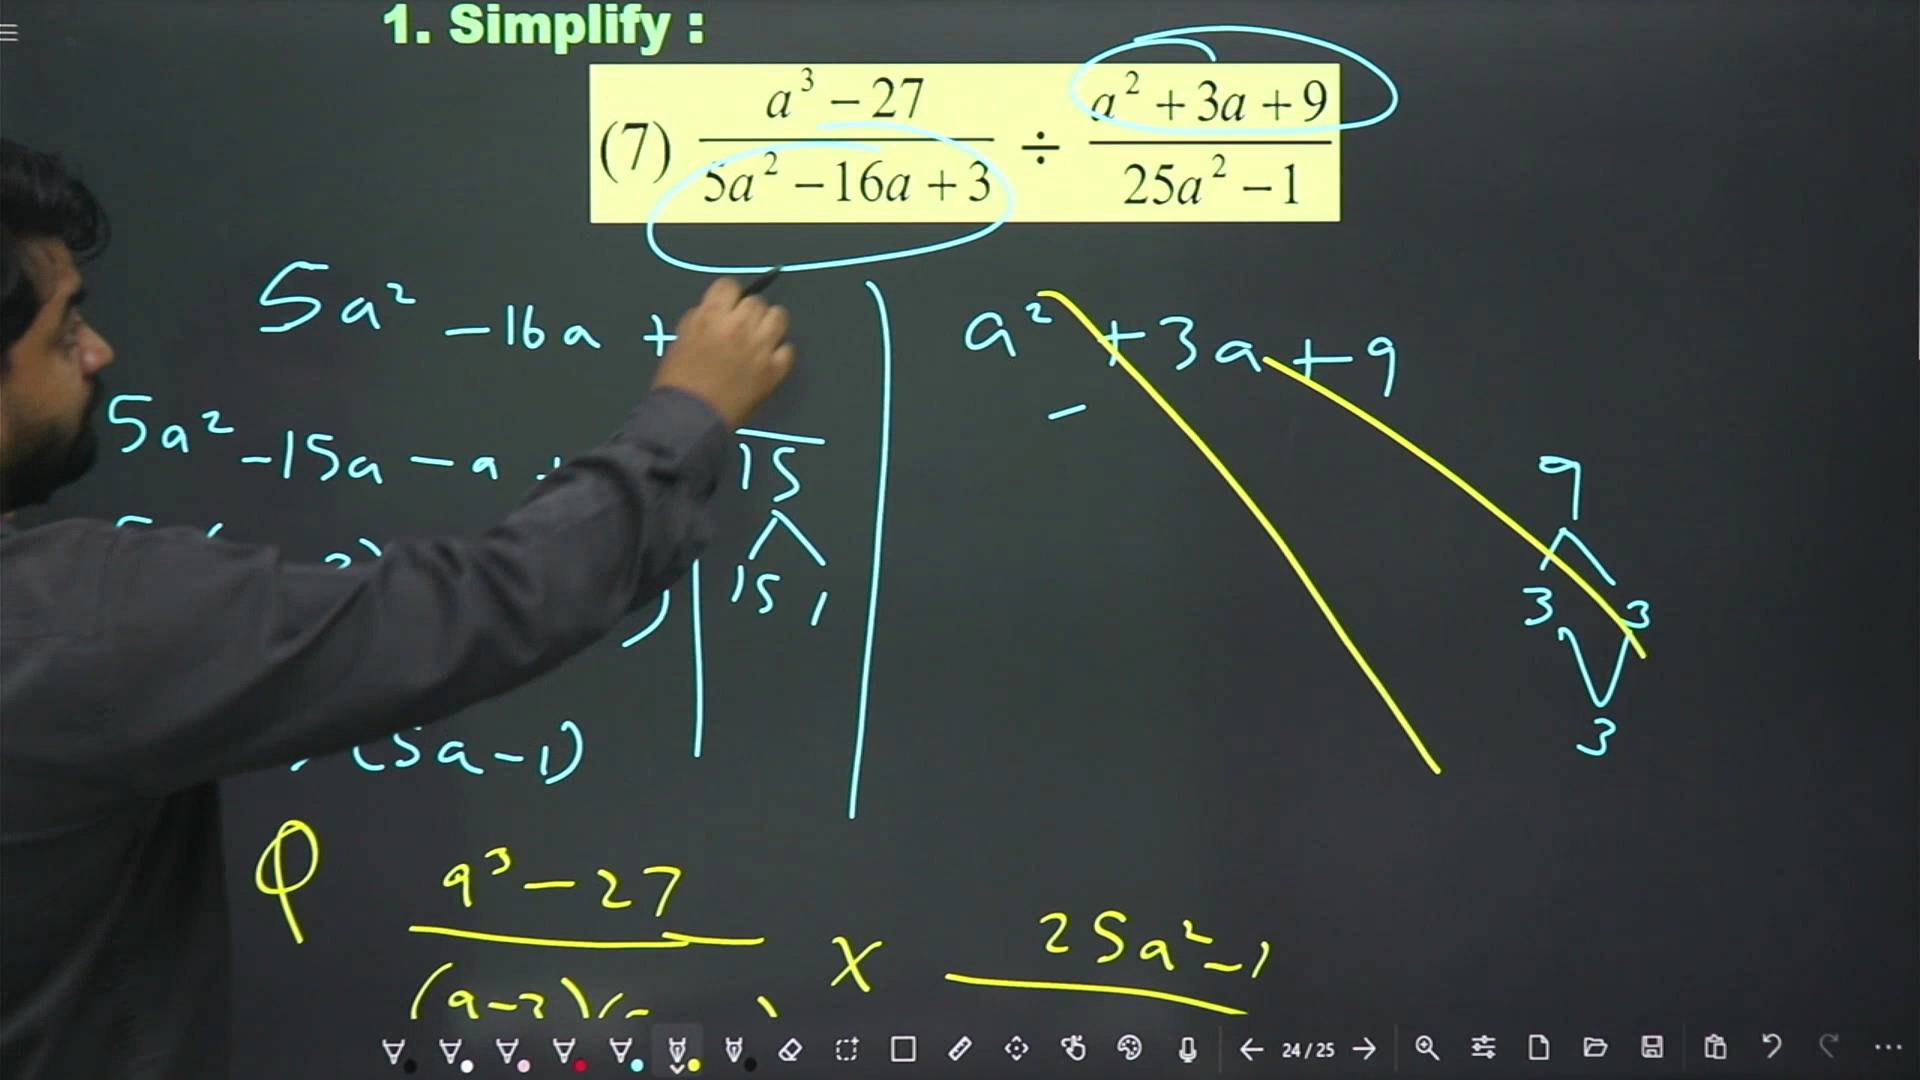 1. Simplify :
(7) a³ − 27 / 5a² − 16a + 3 ÷ a² + 3a + 9 / 25a² − 1
5a² − 16a +
a² + 3a + 9
−
5a² − 15a − a
15
15 1
9
3 3
3
(5a − 1)
a³ − 27
× 25a² − 1
24 / 25